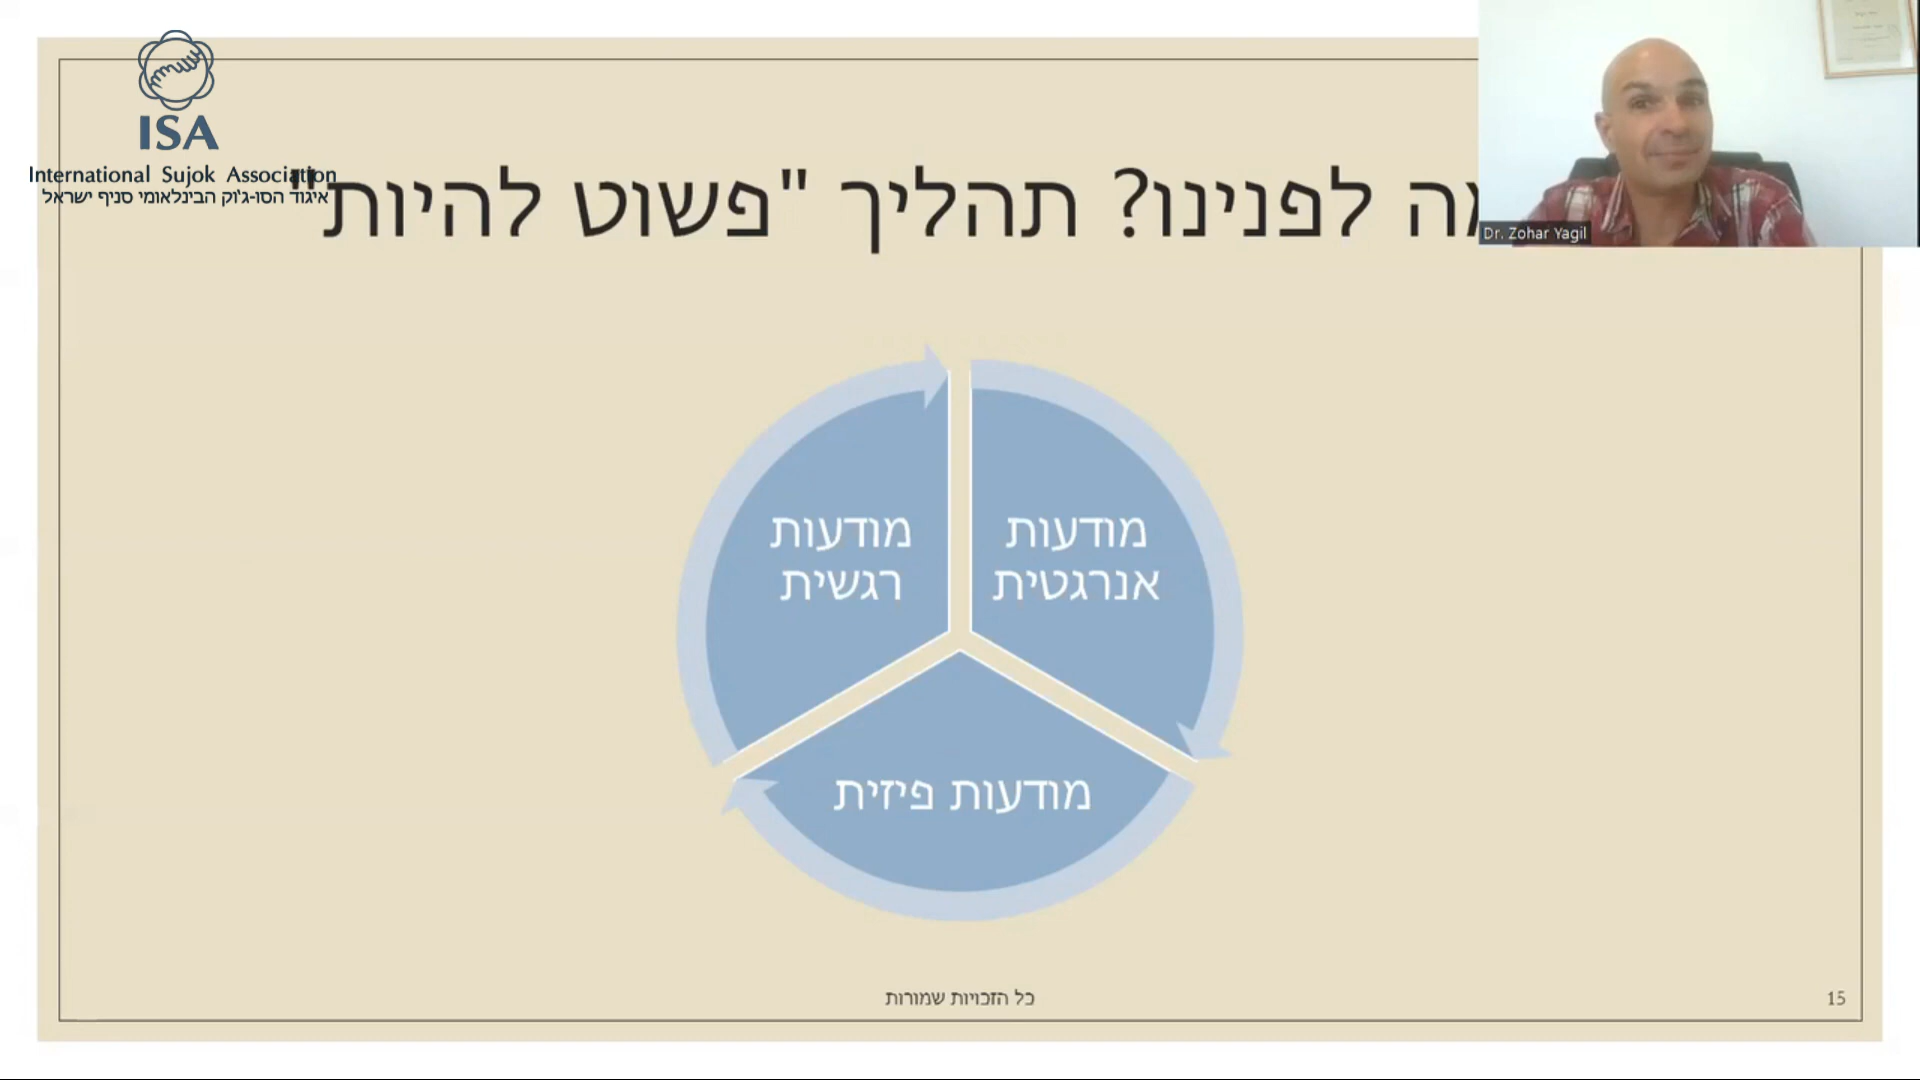 ISA
International Sujok Association
איגוד הסו-ג'וק הבינלאומי סניף ישראל
מה לפנינו? תהליך "פשוט להיות"
Dr. Zohar Yagil
מודעות
אנרגטית
מודעות
רגשית
מודעות פיזית
כל הזכויות שמורות
15